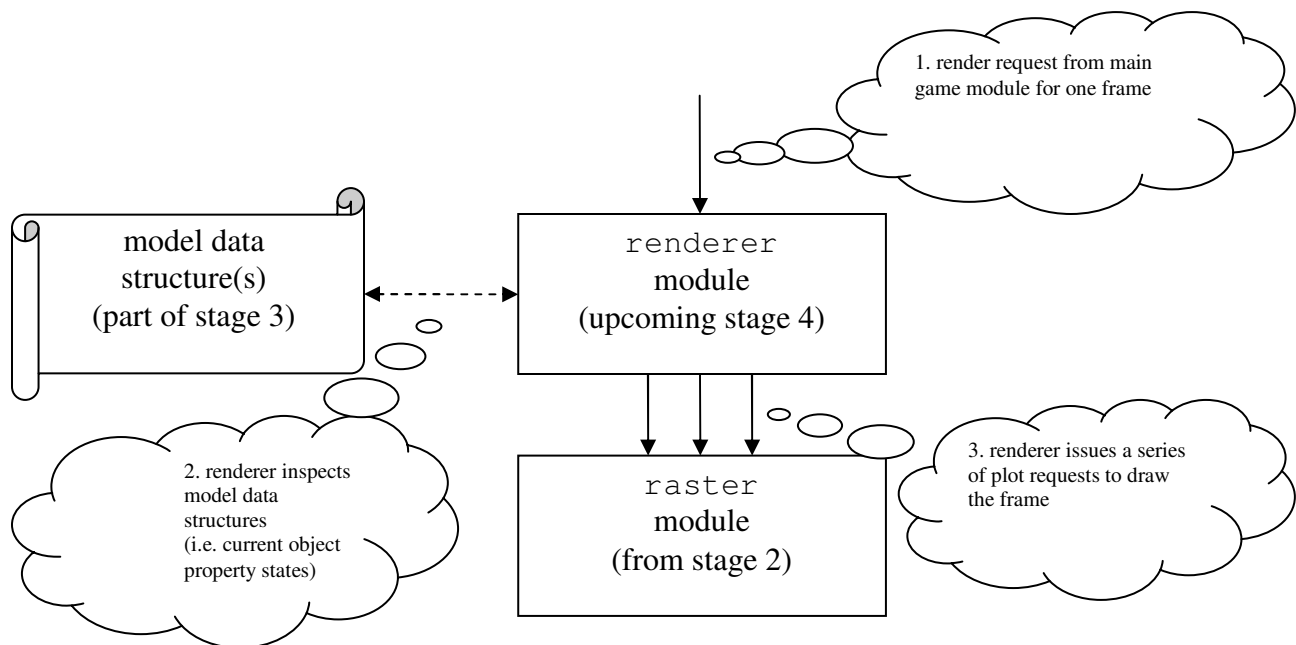 1. render request from main
game module for one frame
model data
structure(s)
(part of stage 3)
renderer
module
(upcoming stage 4)
2. renderer inspects
model data
structures
(i.e. current object
property states)
raster
module
(from stage 2)
3. renderer issues a series
of plot requests to draw
the frame